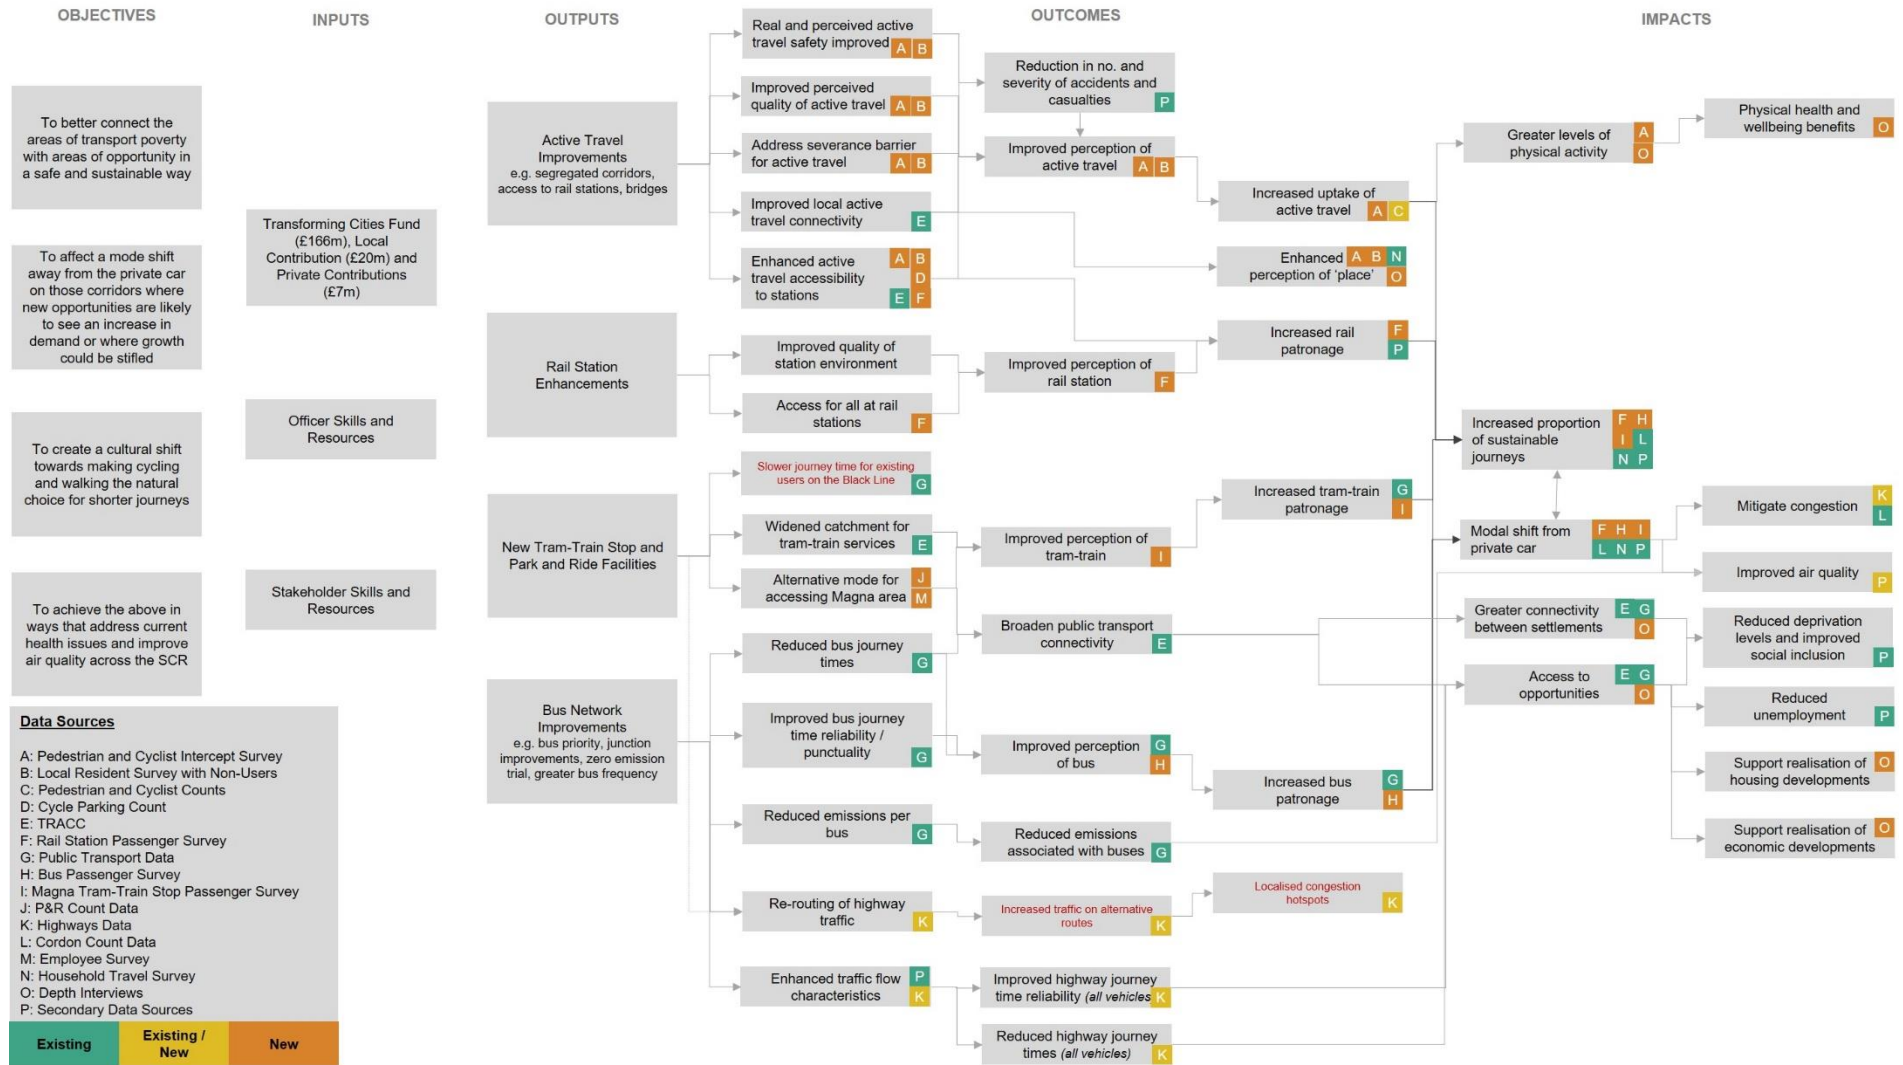 OBJECTIVES
INPUTS
OUTPUTS
OUTCOMES
IMPACTS
To better connect the
areas of transport poverty
with areas of opportunity in
a safe and sustainable way
To affect a mode shift
away from the private car
on those corridors where
new opportunities are likely
to see an increase in
demand or where growth
could be stifled
To create a cultural shift
towards making cycling
and walking the natural
choice for shorter journeys
To achieve the above in
ways that address current
health issues and improve
air quality across the SCR
Transforming Cities Fund
(£166m), Local
Contribution (£20m) and
Private Contributions
(£7m)
Officer Skills and
Resources
Stakeholder Skills and
Resources
Active Travel
Improvements
e.g. segregated corridors,
access to rail stations, bridges
Rail Station
Enhancements
New Tram-Train Stop and
Park and Ride Facilities
Bus Network
Improvements
e.g. bus priority, junction
improvements, zero emission
trial, greater bus frequency
Real and perceived active
travel safety improved
A B
Improved perceived
quality of active travel
A B
Address severance barrier
for active travel
A B
Improved local active
travel connectivity
E
Enhanced active
travel accessibility
to stations
A B
D
E F
Improved quality of
station environment
Access for all at rail
stations
F
Slower journey time for existing
users on the Black Line
G
Widened catchment for
tram-train services
E
Alternative mode for
accessing Magna area
J
M
Reduced bus journey
times
G
Improved bus journey
time reliability /
punctuality
G
Reduced emissions per
bus
G
Re-routing of highway
traffic
K
Enhanced traffic flow
characteristics
P
K
Reduction in no. and
severity of accidents and
casualties
P
Improved perception of
active travel
A B
Improved perception of
rail station
F
Improved perception of
tram-train
I
Broaden public transport
connectivity
E
Improved perception
of bus
G
H
Reduced emissions
associated with buses
G
Increased traffic on alternative
routes
K
Improved highway journey
time reliability (all vehicles
K
Reduced highway journey
times (all vehicles)
K
Increased uptake of
active travel
A C
Enhanced
perception of ‘place’
A B N
O
Increased rail
patronage
F
P
Increased tram-train
patronage
G
I
Increased bus
patronage
G
H
Localised congestion
hotspots
K
Greater levels of
physical activity
A
O
Increased proportion
of sustainable
journeys
F H
I L
N P
Modal shift from
private car
F H I
L N P
Greater connectivity
between settlements
E G
O
Access to
opportunities
E G
O
Physical health and
wellbeing benefits
O
Mitigate congestion
K
L
Improved air quality
P
Reduced deprivation
levels and improved
social inclusion
P
Reduced
unemployment
P
Support realisation of
housing developments
O
Support realisation of
economic developments
O
Data Sources
A: Pedestrian and Cyclist Intercept Survey
B: Local Resident Survey with Non-Users
C: Pedestrian and Cyclist Counts
D: Cycle Parking Count
E: TRACC
F: Rail Station Passenger Survey
G: Public Transport Data
H: Bus Passenger Survey
I: Magna Tram-Train Stop Passenger Survey
J: P&R Count Data
K: Highways Data
L: Cordon Count Data
M: Employee Survey
N: Household Travel Survey
O: Depth Interviews
P: Secondary Data Sources
Existing
Existing /
New
New